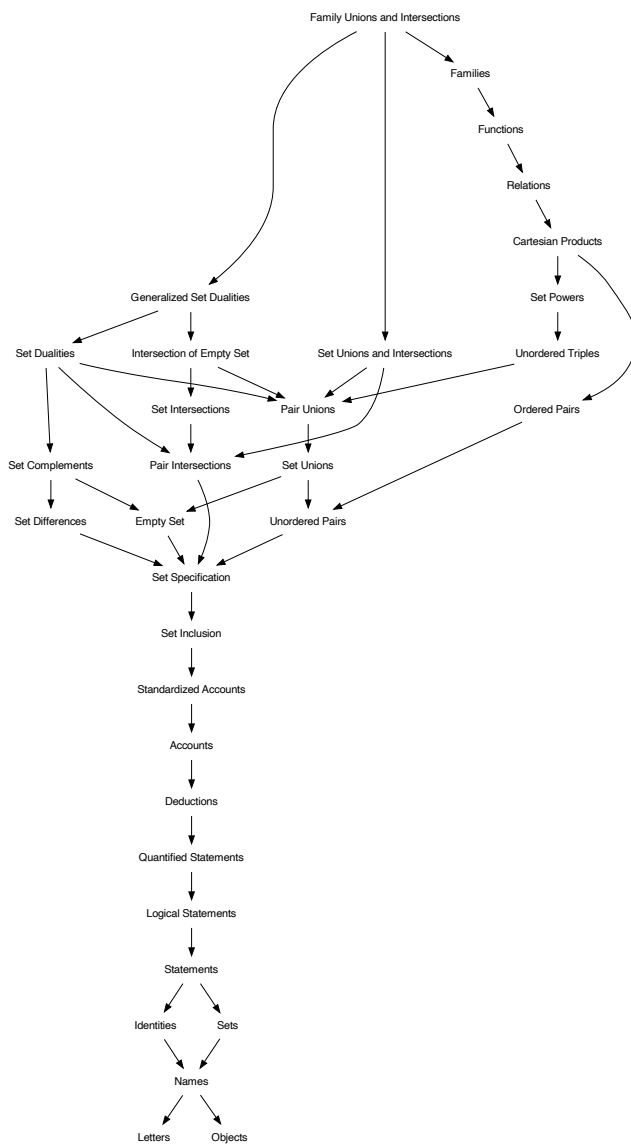 Family Unions and Intersections
Families
Functions
Relations
Cartesian Products
Generalized Set Dualities
Set Powers
Set Dualities
Intersection of Empty Set
Set Unions and Intersections
Unordered Triples
Set Intersections
Pair Unions
Ordered Pairs
Set Complements
Pair Intersections
Set Unions
Set Differences
Empty Set
Unordered Pairs
Set Specification
Set Inclusion
Standardized Accounts
Accounts
Deductions
Quantified Statements
Logical Statements
Statements
Identities
Sets
Names
Letters
Objects